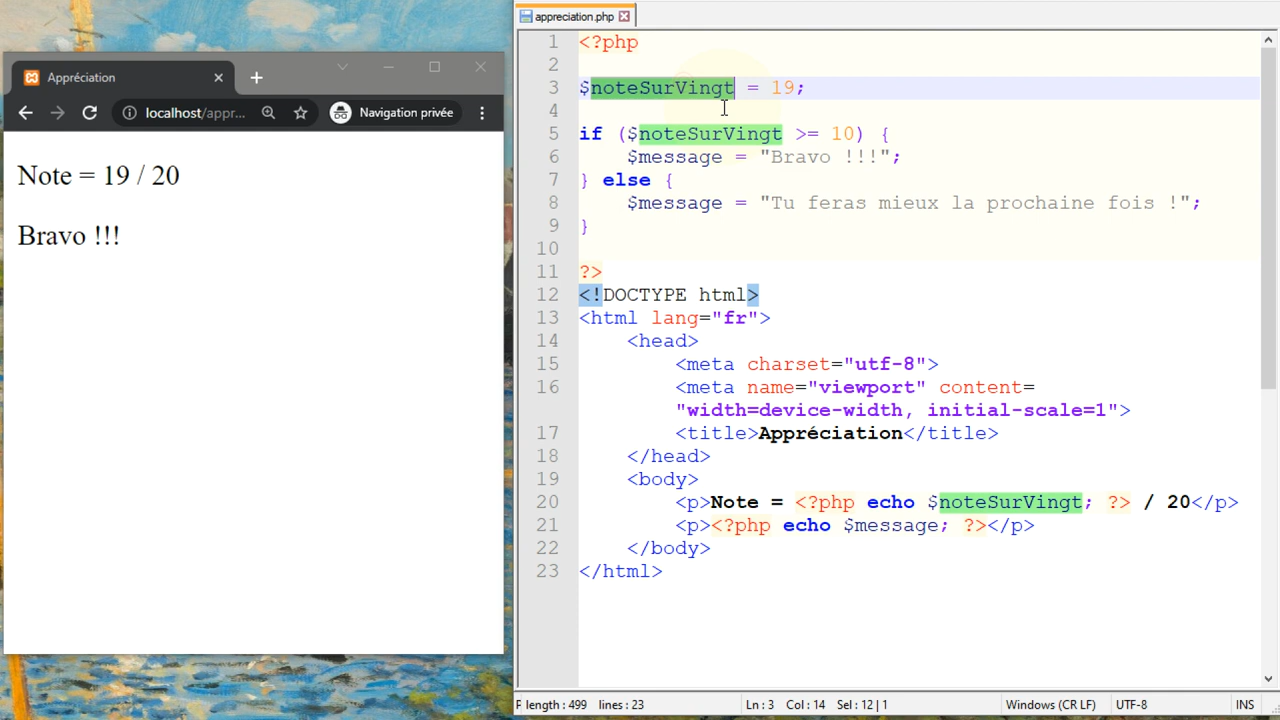 appreciation.php
Appréciation
localhost/appr...
Navigation privée
Note = 19 / 20
Bravo !!!
1 <?php
2
3 $noteSurVingt = 19;
4
5 if ($noteSurVingt >= 10) {
6 $message = "Bravo !!!";
7 } else {
8 $message = "Tu feras mieux la prochaine fois !";
9 }
10
11 ?>
12 <!DOCTYPE html>
13 <html lang="fr">
14 <head>
15 <meta charset="utf-8">
16 <meta name="viewport" content=
"width=device-width, initial-scale=1">
17 <title>Appréciation</title>
18 </head>
19 <body>
20 <p>Note = <?php echo $noteSurVingt; ?> / 20</p>
21 <p><?php echo $message; ?></p>
22 </body>
23 </html>
P length : 499 lines : 23 Ln : 3 Col : 14 Sel : 12 | 1 Windows (CR LF) UTF-8 INS